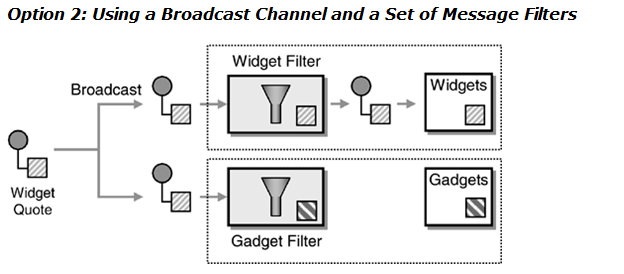 Option 2: Using a Broadcast Channel and a Set of Message Filters
Widget Filter
Broadcast
Widgets
Widget
Quote
Gadgets
Gadget Filter